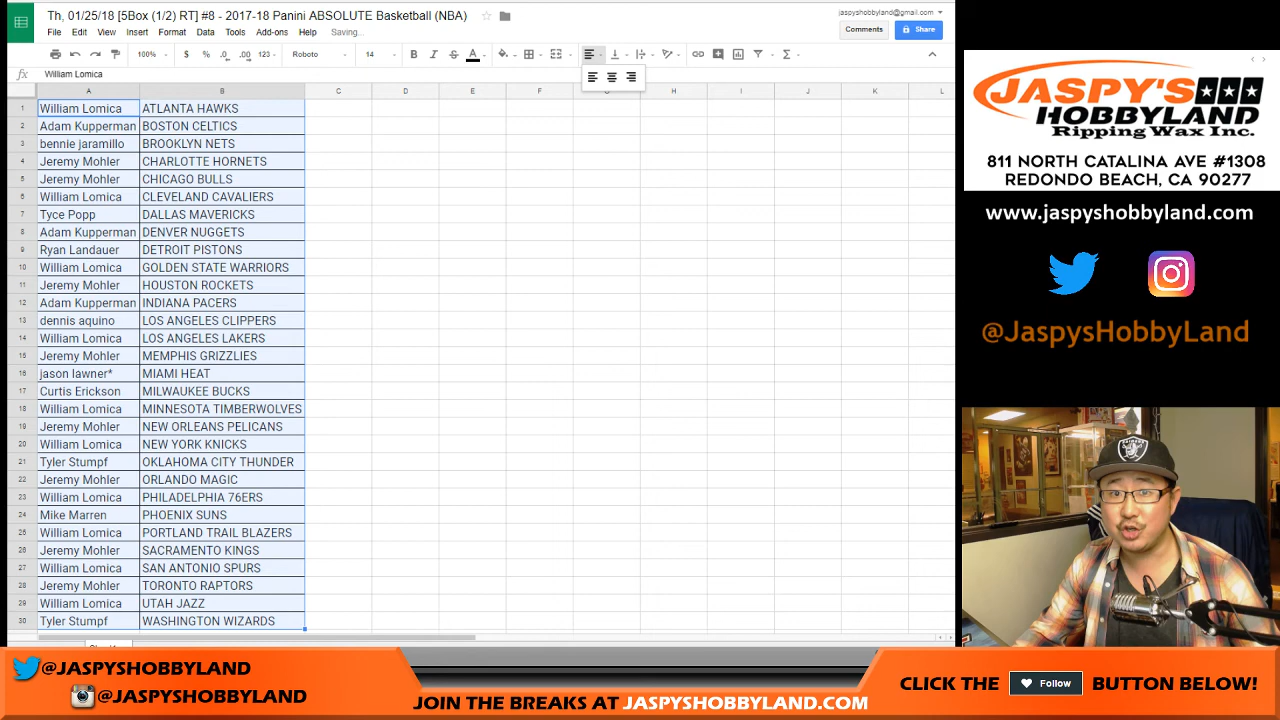 Th, 01/25/18 [5Box (1/2) RT] #8 - 2017-18 Panini ABSOLUTE Basketball (NBA)
jaspyshobbyland@gmail.com
File Edit View Insert Format Data Tools Add-ons Help Saving...
Comments Share
100% $ % .0 .00 123 Roboto 14 B I S A
fx William Lomica
A B C D E F G H I J K L
1 William Lomica ATLANTA HAWKS
2 Adam Kupperman BOSTON CELTICS
3 bennie jaramillo BROOKLYN NETS
4 Jeremy Mohler CHARLOTTE HORNETS
5 Jeremy Mohler CHICAGO BULLS
6 William Lomica CLEVELAND CAVALIERS
7 Tyce Popp DALLAS MAVERICKS
8 Adam Kupperman DENVER NUGGETS
9 Ryan Landauer DETROIT PISTONS
10 William Lomica GOLDEN STATE WARRIORS
11 Jeremy Mohler HOUSTON ROCKETS
12 Adam Kupperman INDIANA PACERS
13 dennis aquino LOS ANGELES CLIPPERS
14 William Lomica LOS ANGELES LAKERS
15 Jeremy Mohler MEMPHIS GRIZZLIES
16 jason lawner* MIAMI HEAT
17 Curtis Erickson MILWAUKEE BUCKS
18 William Lomica MINNESOTA TIMBERWOLVES
19 Jeremy Mohler NEW ORLEANS PELICANS
20 William Lomica NEW YORK KNICKS
21 Tyler Stumpf OKLAHOMA CITY THUNDER
22 Jeremy Mohler ORLANDO MAGIC
23 William Lomica PHILADELPHIA 76ERS
24 Mike Marren PHOENIX SUNS
25 William Lomica PORTLAND TRAIL BLAZERS
26 Jeremy Mohler SACRAMENTO KINGS
27 William Lomica SAN ANTONIO SPURS
28 Jeremy Mohler TORONTO RAPTORS
29 William Lomica UTAH JAZZ
30 Tyler Stumpf WASHINGTON WIZARDS
JASPY'S
HOBBYLAND
Ripping Wax Inc.
811 NORTH CATALINA AVE #1308
REDONDO BEACH, CA 90277
www.jaspyshobbyland.com
@JaspysHobbyLand
@JASPYSHOBBYLAND
@JASPYSHOBBYLAND
JOIN THE BREAKS AT JASPYSHOBBYLAND.COM
CLICK THE Follow BUTTON BELOW!